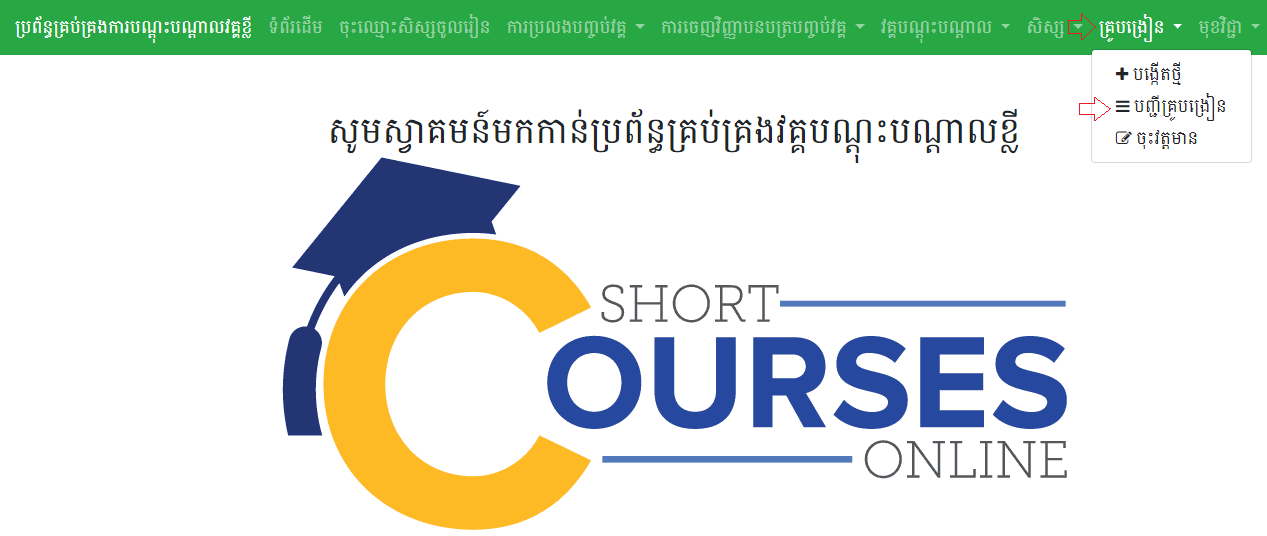 ប្រព័ន្ធគ្រប់គ្រងការបណ្តុះបណ្តាលវគ្គខ្លី ទំព័រដើម ចុះឈ្មោះសិស្សចូលរៀន ការប្រលងបញ្ចប់វគ្គ ការចេញវិញ្ញាបនបត្របញ្ចប់វគ្គ វគ្គបណ្តុះបណ្តាល សិស្ស គ្រូបង្រៀន មុខវិជ្ជា
បង្កើតថ្មី
បញ្ជីគ្រូបង្រៀន
ចុះវត្តមាន
សូមស្វាគមន៍មកកាន់ប្រព័ន្ធគ្រប់គ្រងវគ្គបណ្តុះបណ្តាលខ្លី
SHORT
COURSES
ONLINE